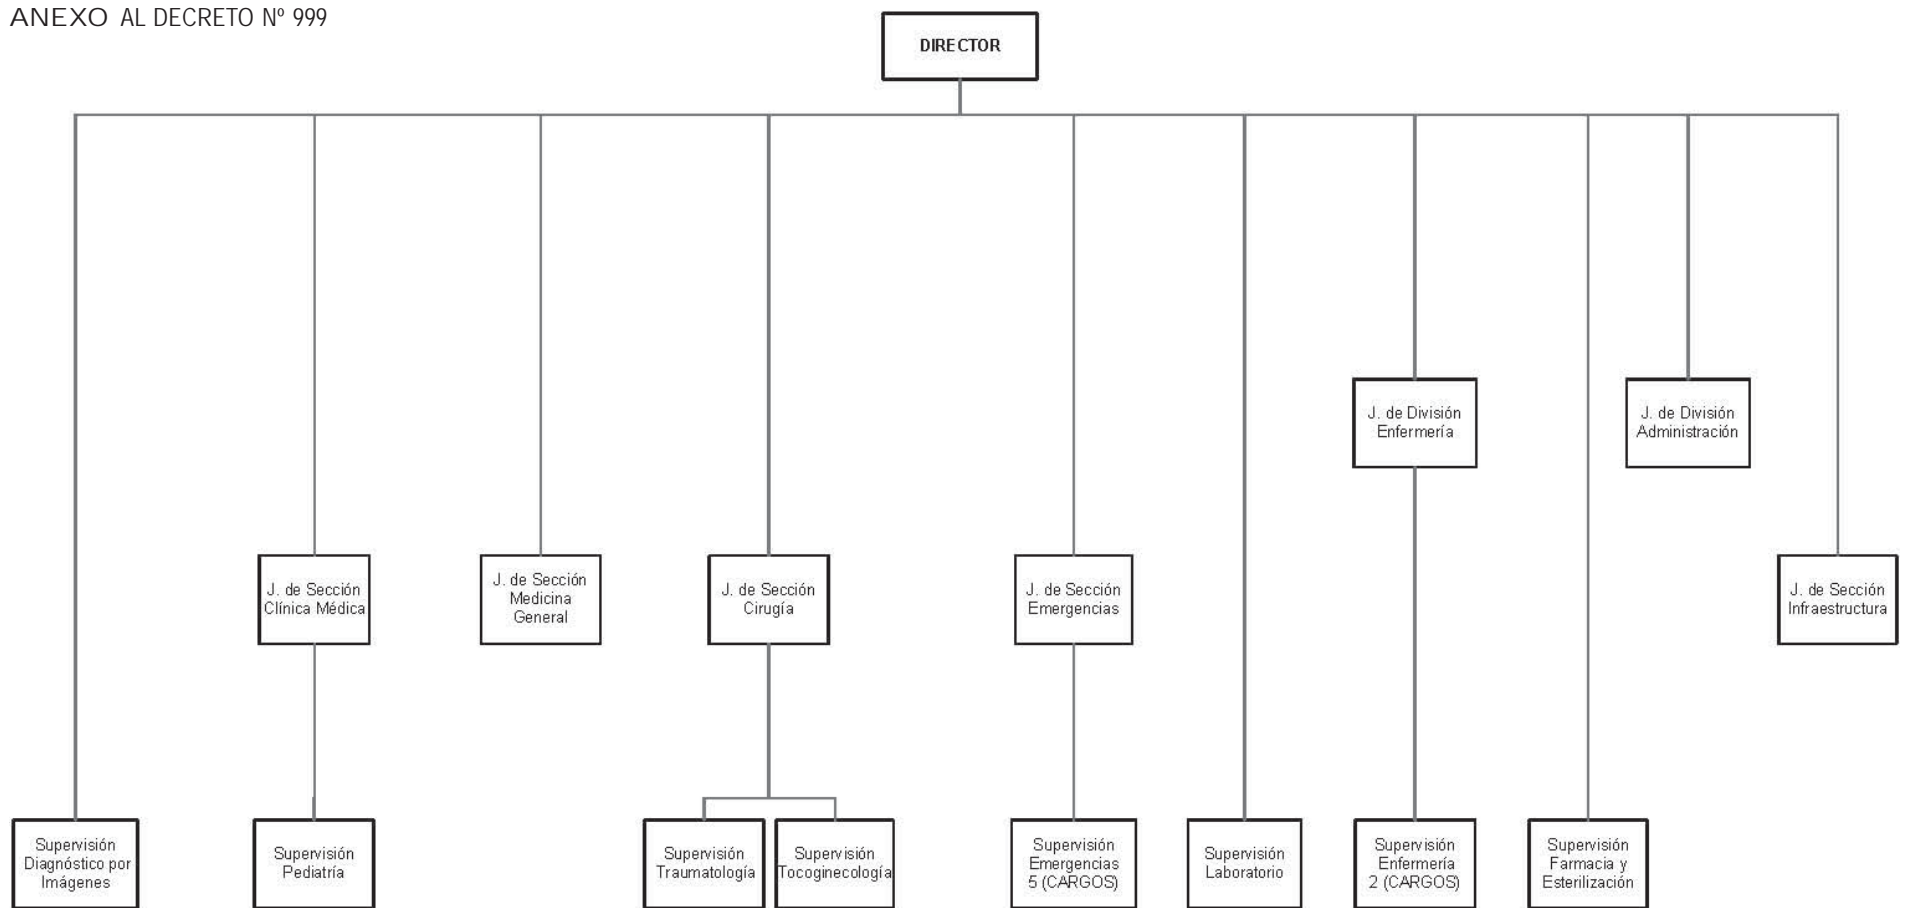 ANEXO AL DECRETO Nº 999
DIRECTOR
J. de División
Enfermería
J. de División
Administración
J. de Sección
Clínica Médica
J. de Sección
Medicina
General
J. de Sección
Cirugía
J. de Sección
Emergencias
J. de Sección
Infraestructura
Supervisión
Diagnóstico por
Imágenes
Supervisión
Pediatría
Supervisión
Traumatología
Supervisión
Tocoginecología
Supervisión
Emergencias
5 (CARGOS)
Supervisión
Laboratorio
Supervisión
Enfermería
2 (CARGOS)
Supervisión
Farmacia y
Esterilización